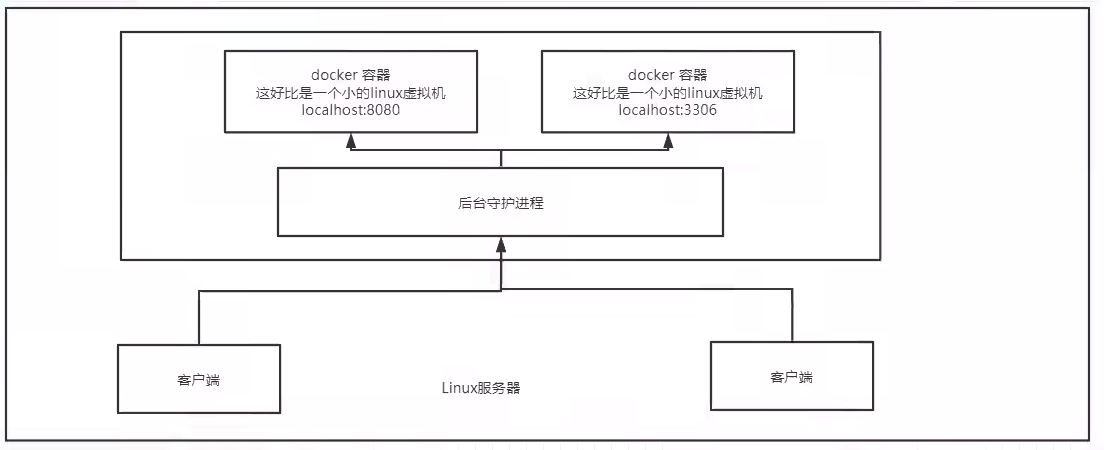 docker 容器
这好比是一个小的linux虚拟机
localhost:8080
docker 容器
这好比是一个小的linux虚拟机
localhost:3306
后台守护进程
客户端
Linux服务器
客户端